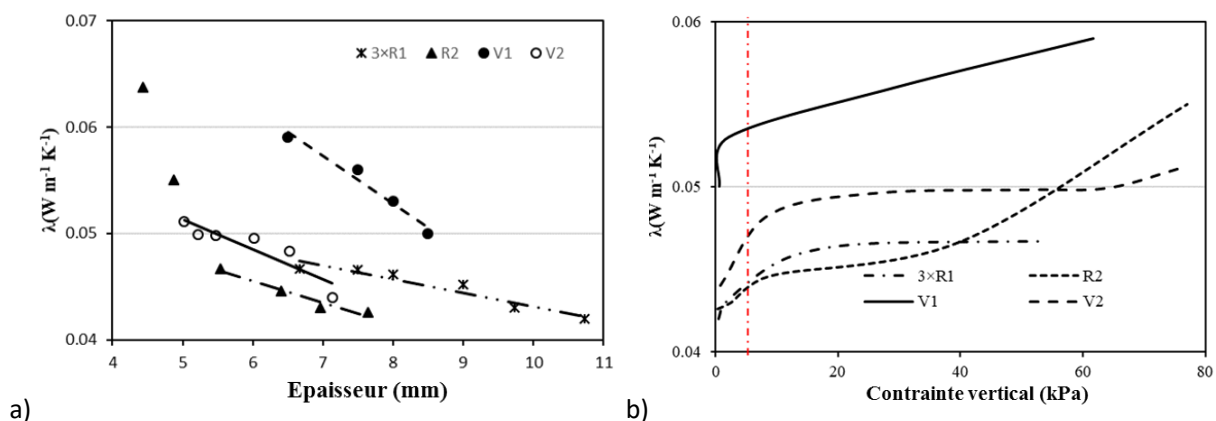 0.07
0.06
0.05
0.04
λ(W m⁻¹ K⁻¹)
3×R1 R2 V1 V2
4 5 6 7 8 9 10 11
Epaisseur (mm)
a)
0.06
0.05
0.04
λ(W m⁻¹ K⁻¹)
3×R1 R2
V1 V2
0 20 40 60 80
Contrainte vertical (kPa)
b)